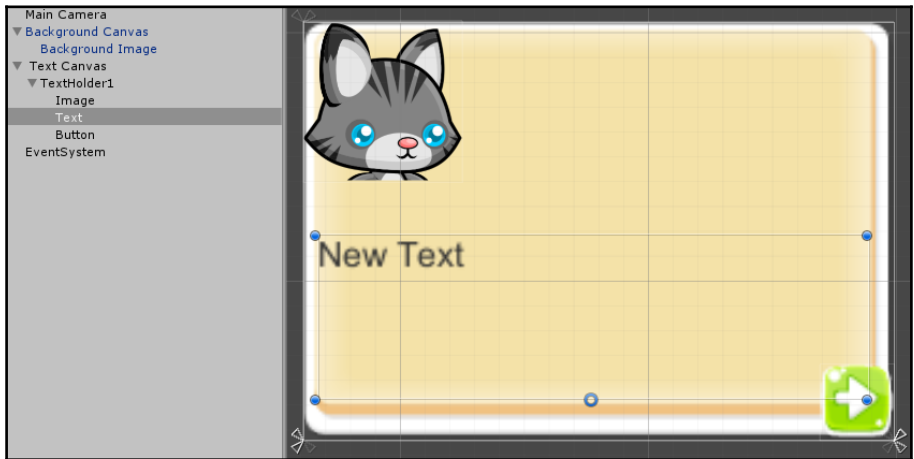 Main Camera
Background Canvas
Background Image
Text Canvas
TextHolder1
Image
Text
Button
EventSystem
New Text